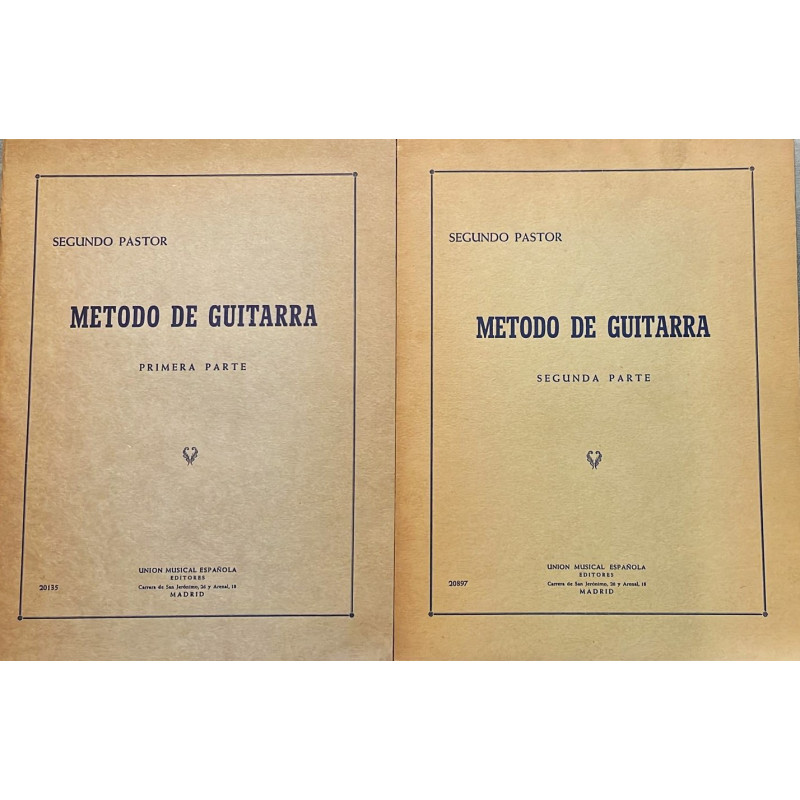 SEGUNDO PASTOR
METODO DE GUITARRA
PRIMERA PARTE
UNION MUSICAL ESPAÑOLA
EDITORES
Carrera de San Jerónimo, 26 y Arenal, 18
MADRID
20135
SEGUNDO PASTOR
METODO DE GUITARRA
SEGUNDA PARTE
UNION MUSICAL ESPAÑOLA
EDITORES
Carrera de San Jerónimo, 26 y Arenal, 18
MADRID
20897